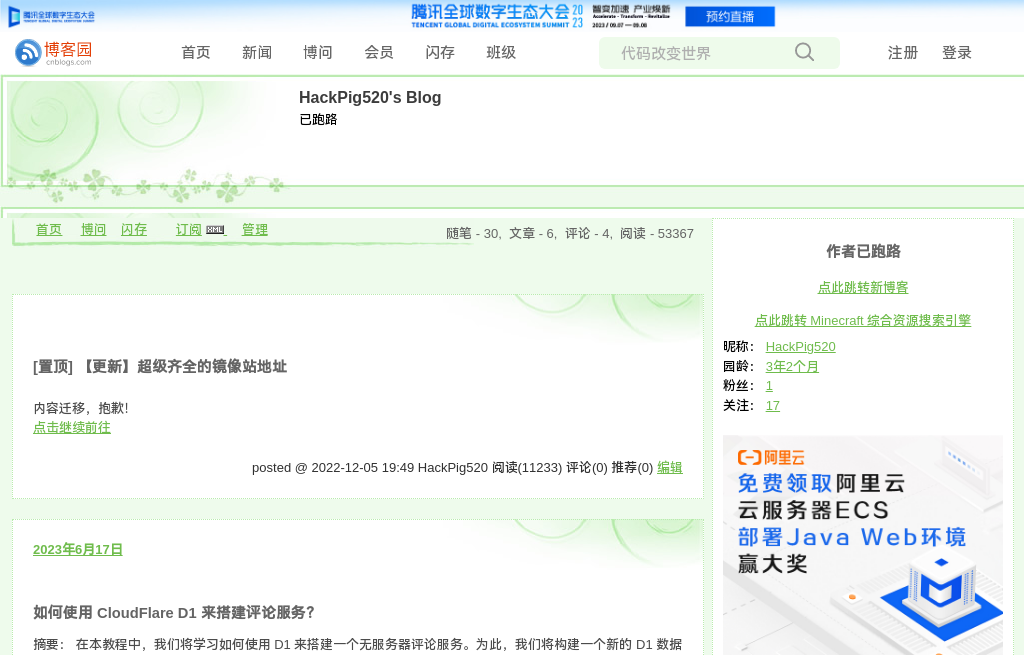 腾讯全球数字生态大会
TENCENT GLOBAL DIGITAL ECOSYSTEM SUMMIT
腾讯全球数字生态大会 20 23
TENCENT GLOBAL DIGITAL ECOSYSTEM SUMMIT
智变加速 产业焕新
Accelerate · Transform · Revitalize
2023 / 09.07 — 09.08
预约直播
博客园
cnblogs.com
首页 新闻 博问 会员 闪存 班级
代码改变世界
注册 登录
HackPig520's Blog
已跑路
首页 博问 闪存 订阅 XML 管理
随笔 - 30, 文章 - 6, 评论 - 4, 阅读 - 53367
[置顶] 【更新】超级齐全的镜像站地址
内容迁移，抱歉！
点击继续前往
posted @ 2022-12-05 19:49 HackPig520 阅读(11233) 评论(0) 推荐(0) 编辑
2023年6月17日
如何使用 CloudFlare D1 来搭建评论服务？
摘要： 在本教程中，我们将学习如何使用 D1 来搭建一个无服务器评论服务。为此，我们将构建一个新的 D1 数据
作者已跑路
点此跳转新博客
点此跳转 Minecraft 综合资源搜索引擎
昵称： HackPig520
园龄： 3年2个月
粉丝： 1
关注： 17
阿里云
免费领取阿里云
云服务器ECS
部署Java Web环境
赢大奖